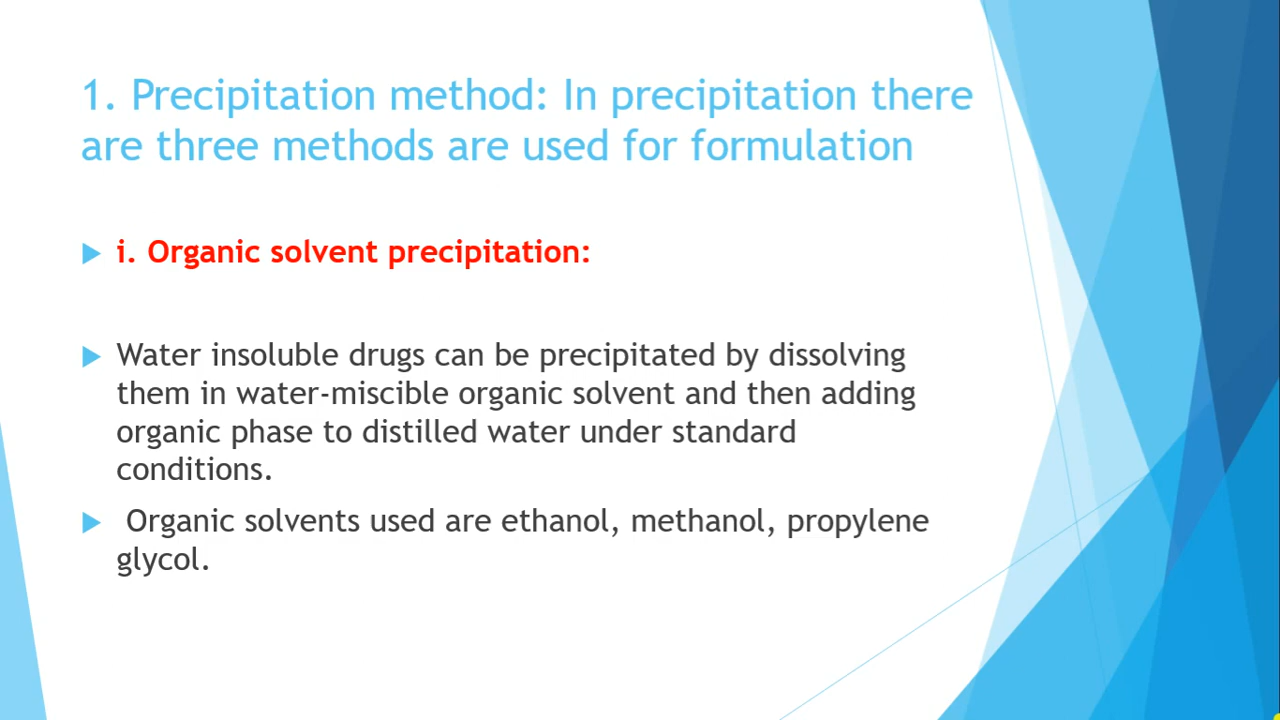 1. Precipitation method: In precipitation there
are three methods are used for formulation
i. Organic solvent precipitation:
Water insoluble drugs can be precipitated by dissolving
them in water-miscible organic solvent and then adding
organic phase to distilled water under standard
conditions.
Organic solvents used are ethanol, methanol, propylene
glycol.